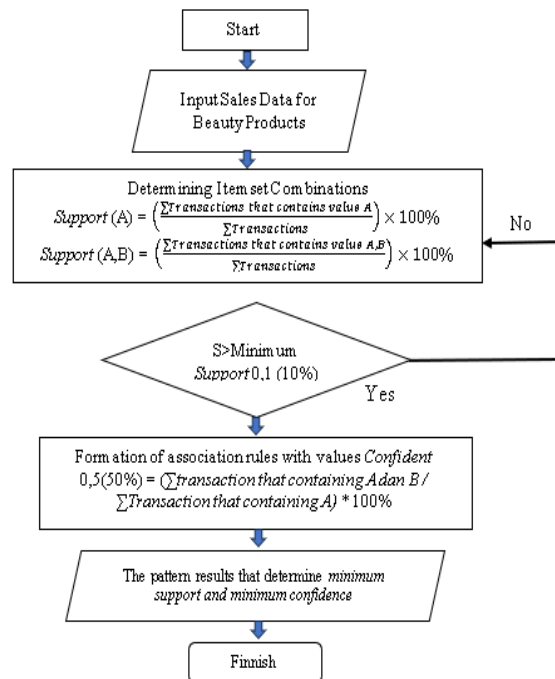 Start
Input Sales Data for
Beauty Products
Determining Item set Combinations
Support (A) = (∑Transactions that contains value A / ∑Transactions) × 100%
Support (A,B) = (∑Transactions that contains value A,B / ∑Transactions) × 100%
No
S>Minimum
Support 0,1 (10%)
Yes
Formation of association rules with values Confident
0,5(50%) = (∑transaction that containing A dan B /
∑Transaction that containing A) * 100%
The pattern results that determine minimum
support and minimum confidence
Finnish